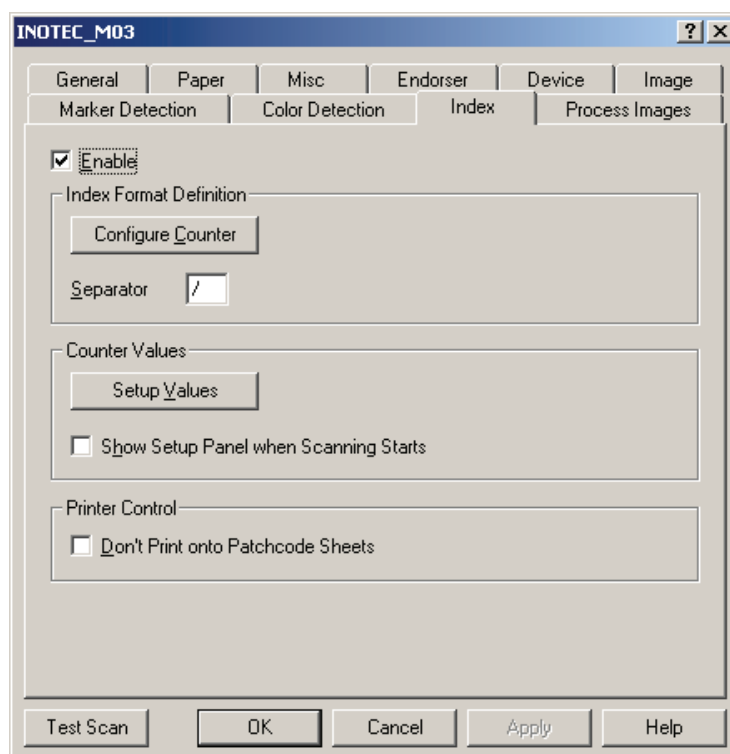 INOTEC_M03
General Paper Misc Endorser Device Image
Marker Detection Color Detection Index Process Images
Enable
Index Format Definition
Configure Counter
Separator /
Counter Values
Setup Values
Show Setup Panel when Scanning Starts
Printer Control
Don't Print onto Patchcode Sheets
Test Scan OK Cancel Apply Help